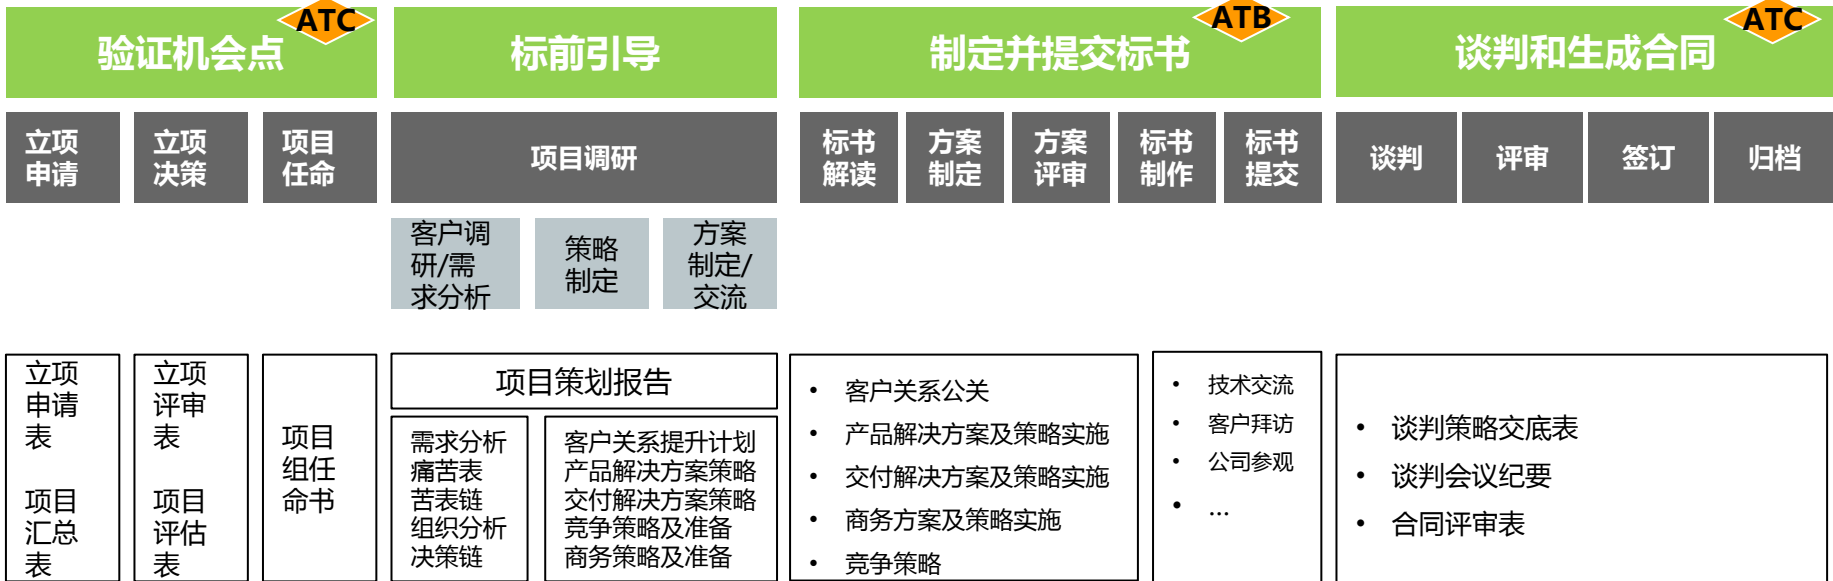 ATC
验证机会点
标前引导
ATB
制定并提交标书
ATC
谈判和生成合同
立项
申请
立项
决策
项目
任命
项目调研
标书
解读
方案
制定
方案
评审
标书
制作
标书
提交
谈判
评审
签订
归档
客户调
研/需
求分析
策略
制定
方案
制定/
交流
立项
申请
表
项目
汇总
表
立项
评审
表
项目
评估
表
项目
组任
命书
项目策划报告
需求分析
痛苦表
苦表链
组织分析
决策链
客户关系提升计划
产品解决方案策略
交付解决方案策略
竞争策略及准备
商务策略及准备
• 客户关系公关
• 产品解决方案及策略实施
• 交付解决方案及策略实施
• 商务方案及策略实施
• 竞争策略
• 技术交流
• 客户拜访
• 公司参观
• ...
• 谈判策略交底表
• 谈判会议纪要
• 合同评审表